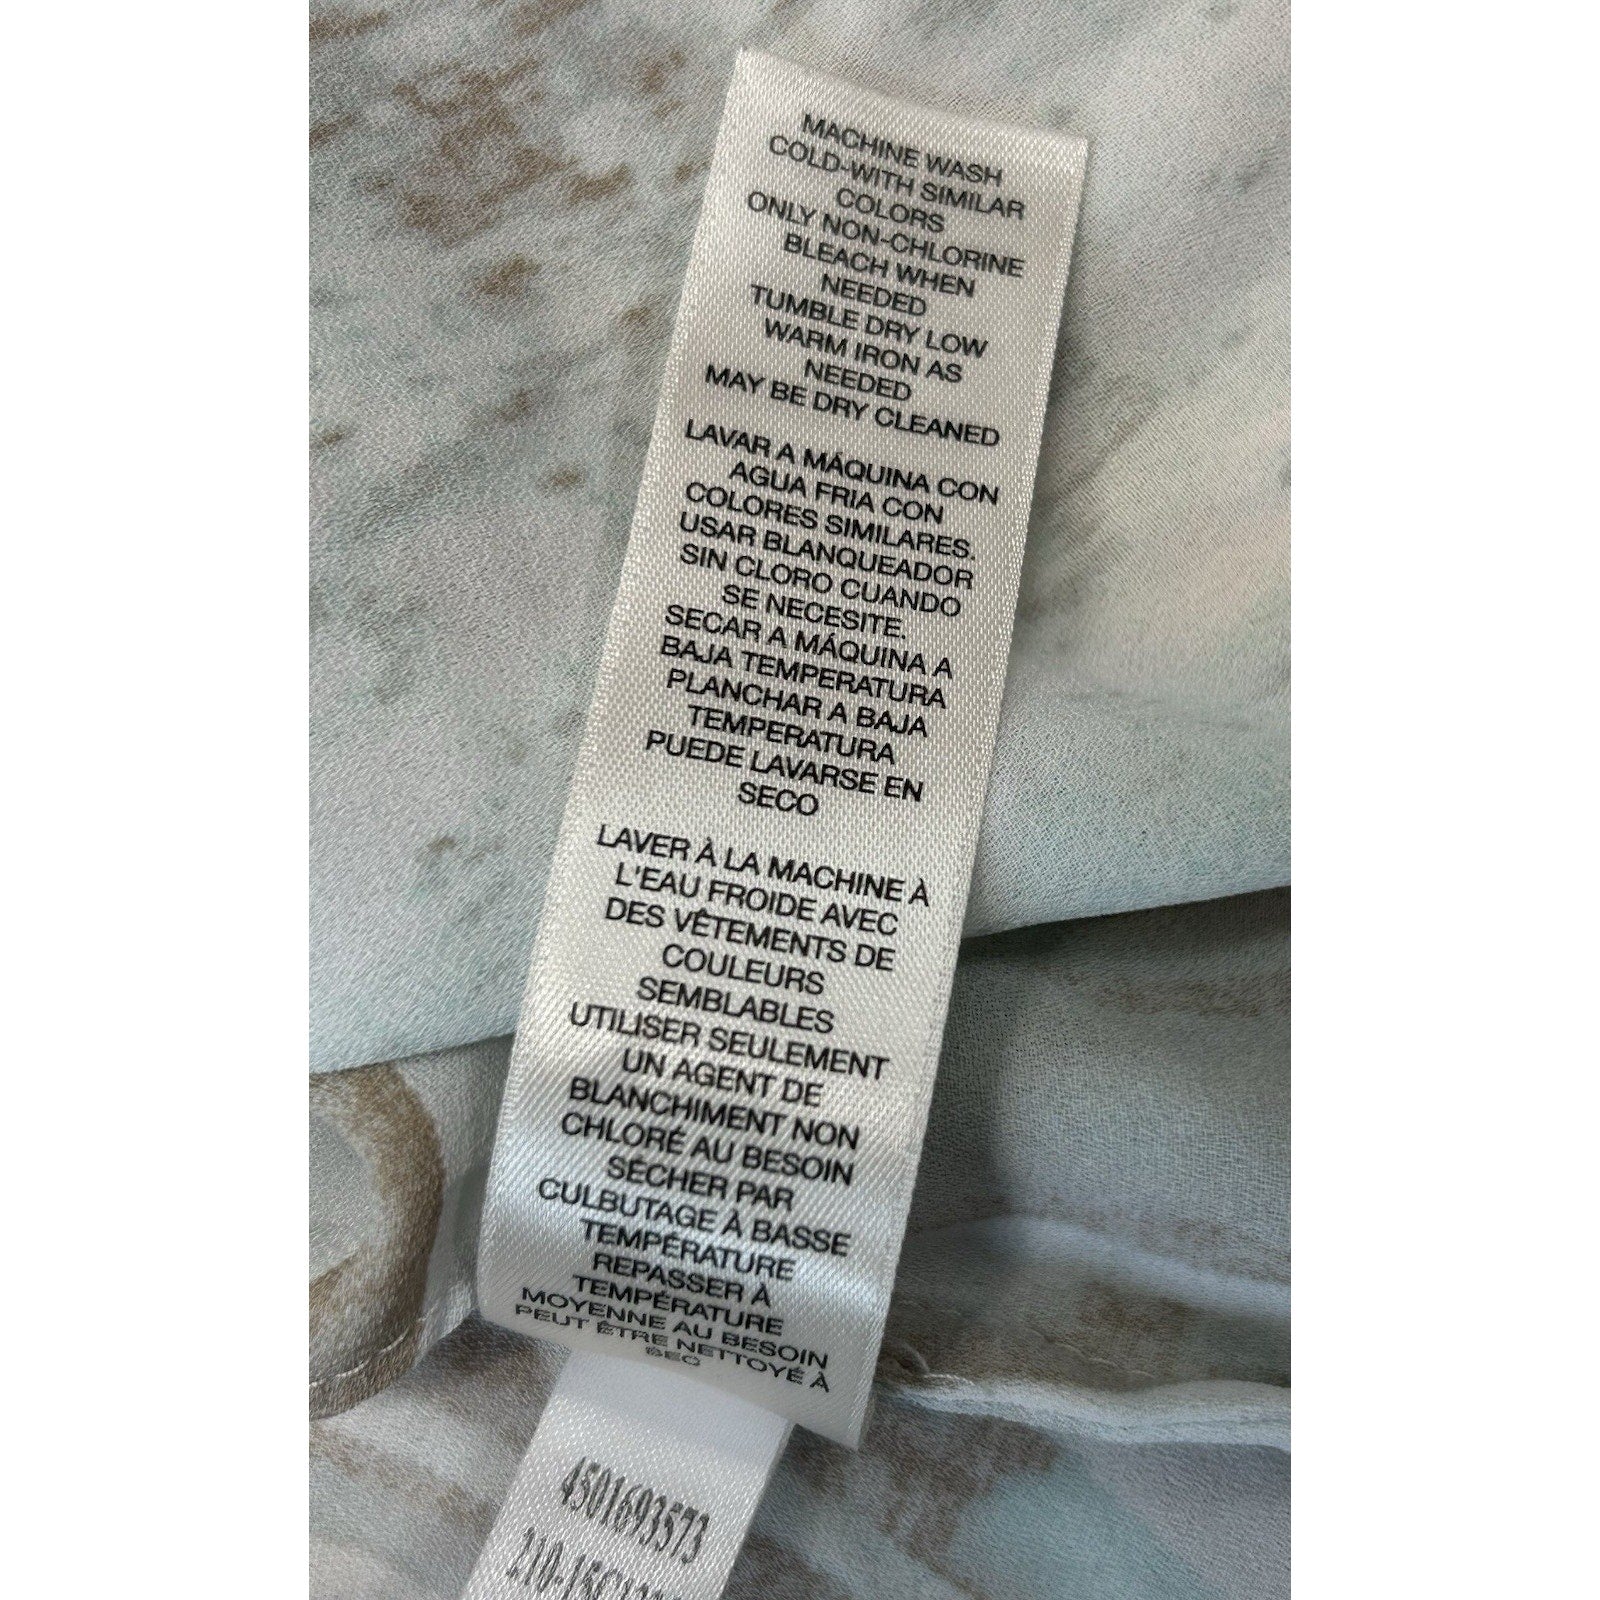 MACHINE WASH
COLD-WITH SIMILAR
COLORS
ONLY NON-CHLORINE
BLEACH WHEN
NEEDED
TUMBLE DRY LOW
WARM IRON AS
NEEDED
MAY BE DRY CLEANED
LAVAR A MÁQUINA CON
AGUA FRIA CON
COLORES SIMILARES.
USAR BLANQUEADOR
SIN CLORO CUANDO
SE NECESITE.
SECAR A MÁQUINA A
BAJA TEMPERATURA
PLANCHAR A BAJA
TEMPERATURA
PUEDE LAVARSE EN
SECO
LAVER À LA MACHINE À
L'EAU FROIDE AVEC
DES VÊTEMENTS DE
COULEURS
SEMBLABLES
UTILISER SEULEMENT
UN AGENT DE
BLANCHIMENT NON
CHLORÉ AU BESOIN
SÉCHER PAR
CULBUTAGE À BASSE
TEMPÉRATURE
REPASSER À
TEMPÉRATURE
MOYENNE AU BESOIN
PEUT ÊTRE NETTOYÉ À
SEC
4501693573